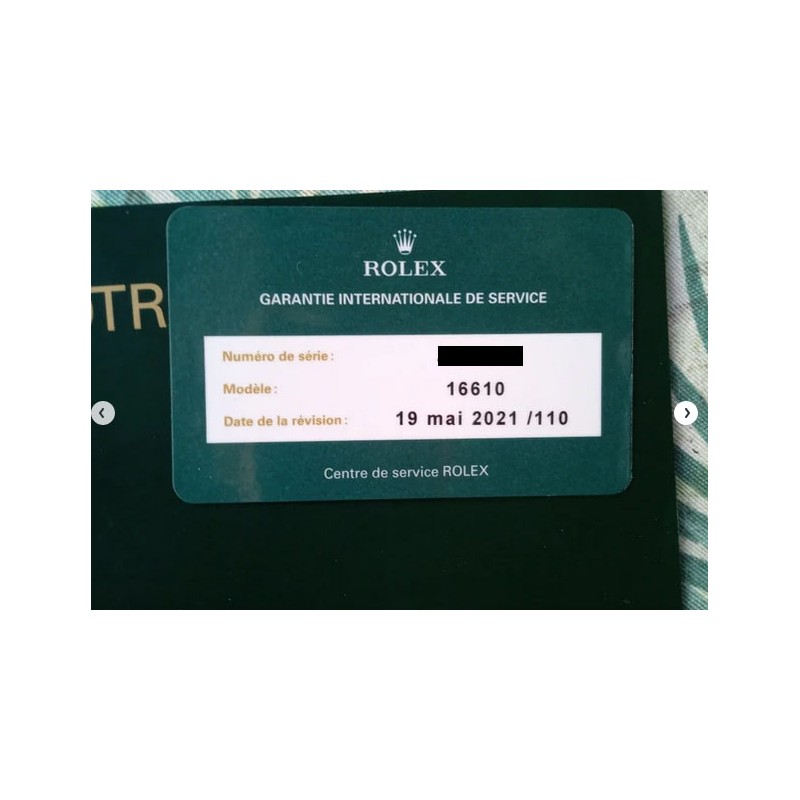 OTR
ROLEX
GARANTIE INTERNATIONALE DE SERVICE
Numéro de série :
Modèle : 16610
Date de la révision : 19 mai 2021 /110
Centre de service ROLEX